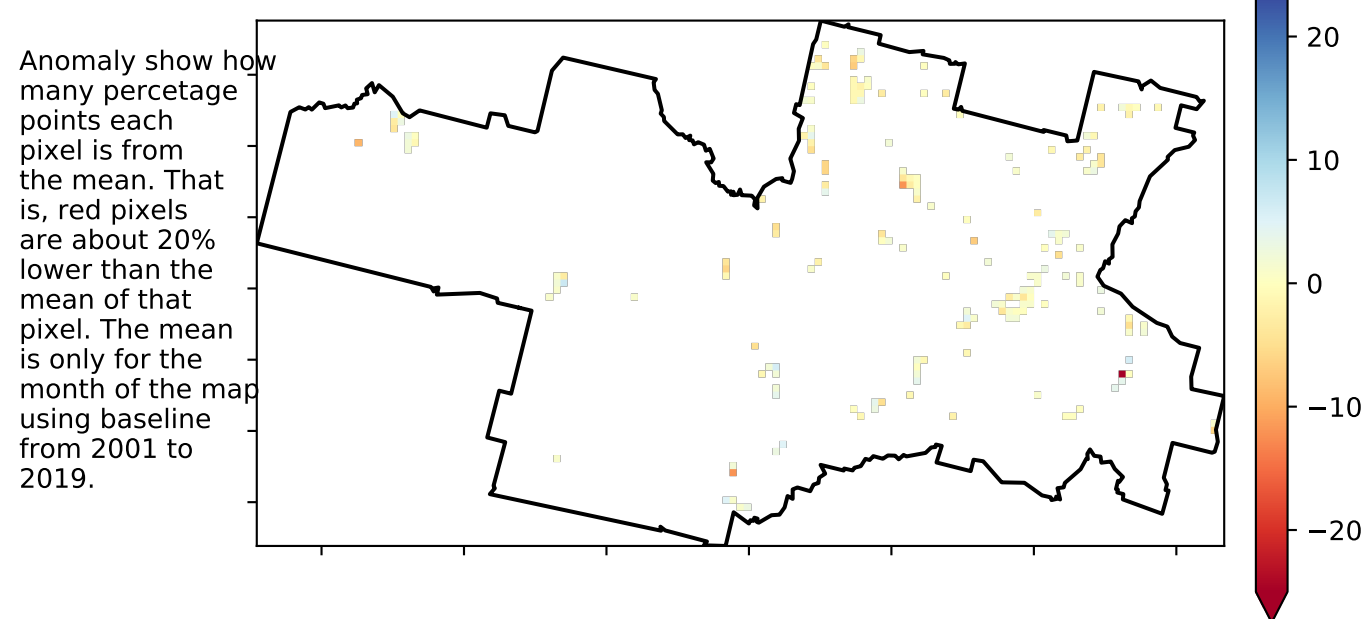 Anomaly show how
many percetage
points each
pixel is from
the mean. That
is, red pixels
are about 20%
lower than the
mean of that
pixel. The mean
is only for the
month of the map
using baseline
from 2001 to
2019.
20
10
0
−10
−20